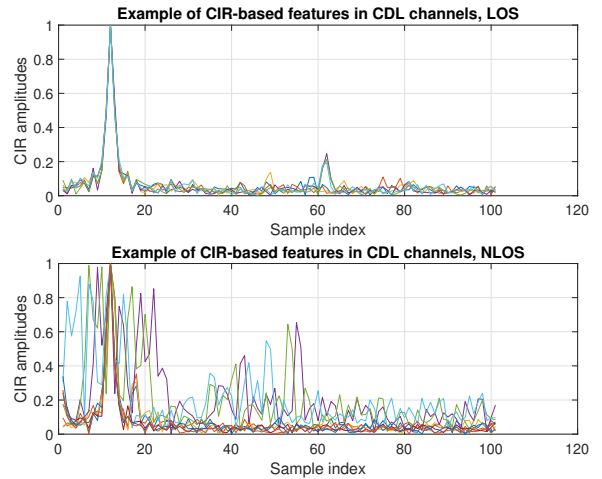 Example of CIR-based features in CDL channels, LOS
1
0.8
0.6
0.4
0.2
0
CIR amplitudes
0 20 40 60 80 100 120
Sample index
Example of CIR-based features in CDL channels, NLOS
1
0.8
0.6
0.4
0.2
0
CIR amplitudes
0 20 40 60 80 100 120
Sample index